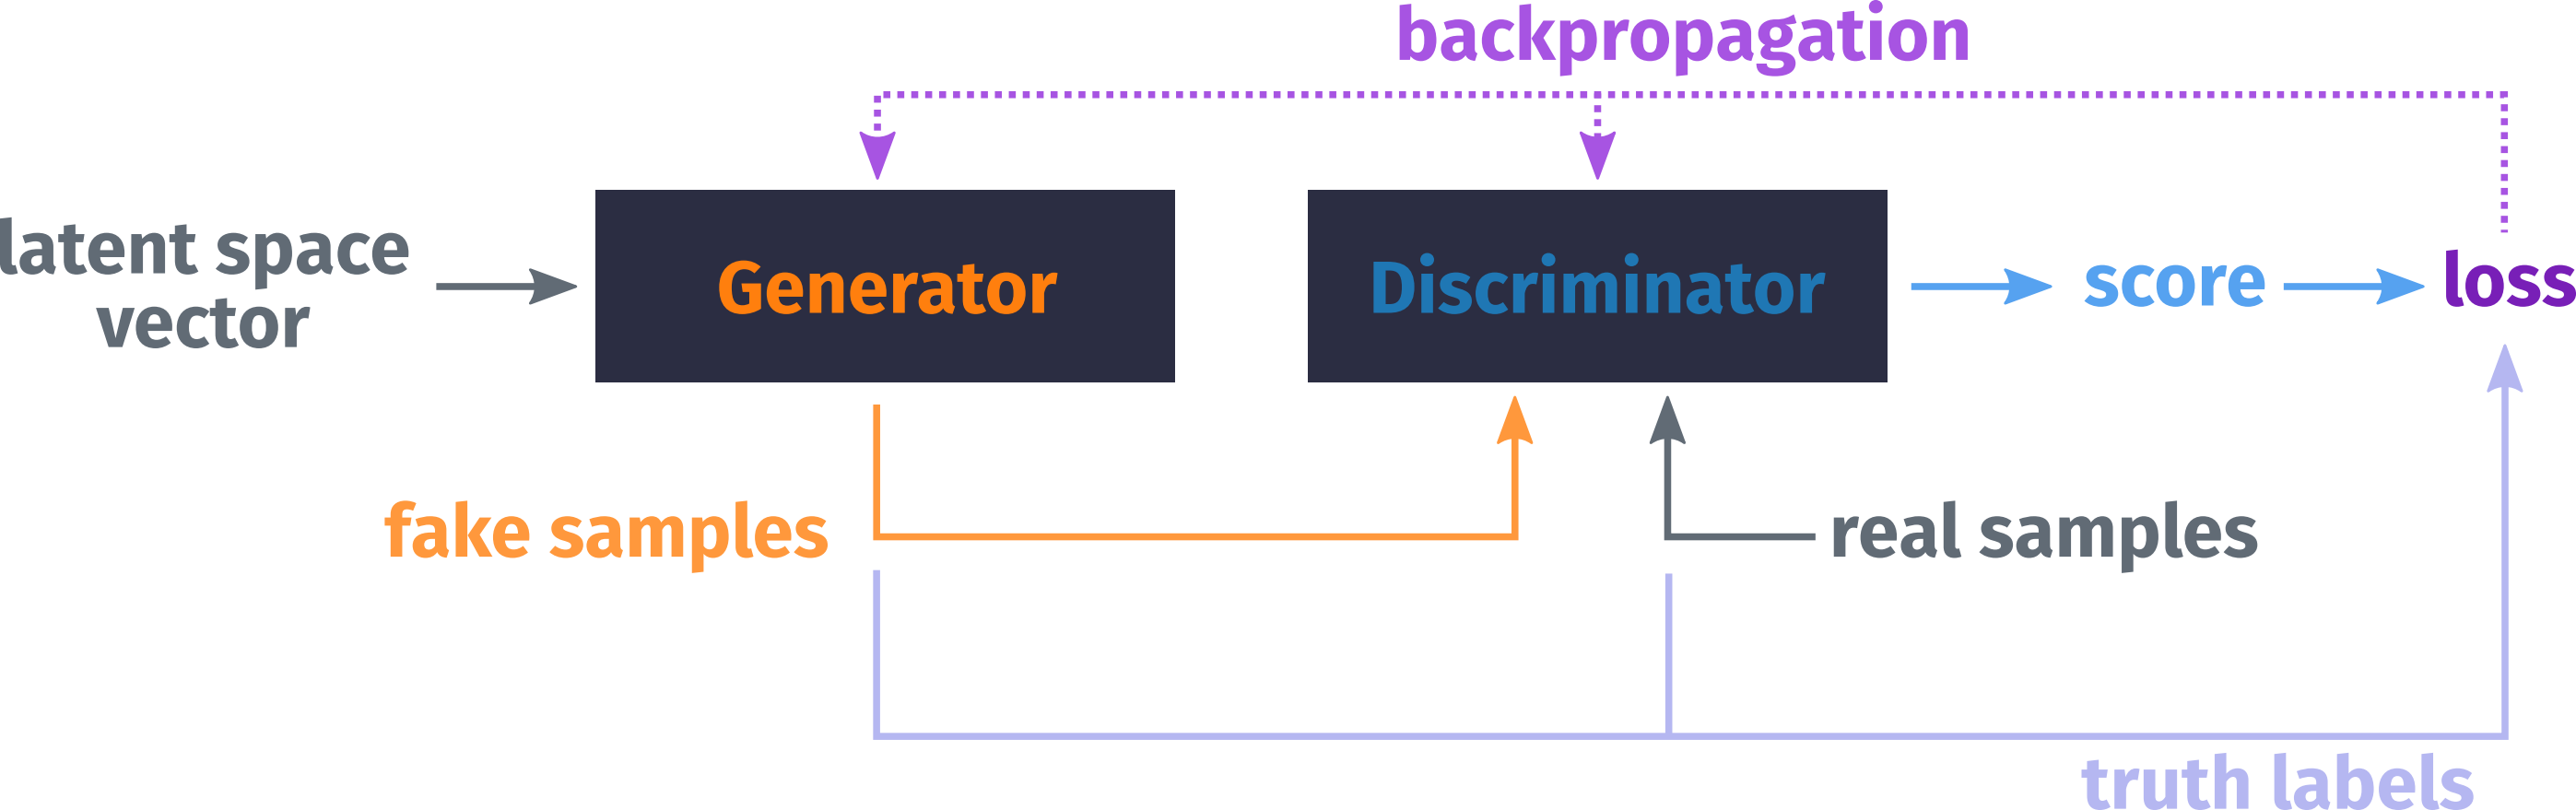 backpropagation
latent space
vector
Generator
Discriminator
score
loss
fake samples
real samples
truth labels